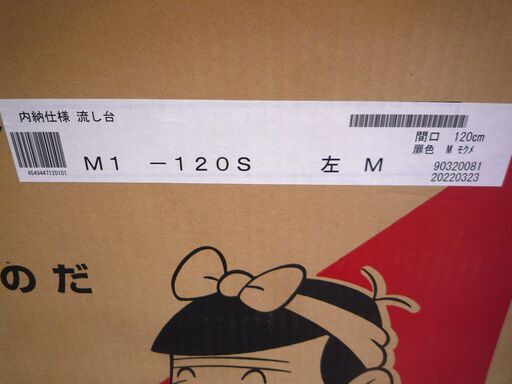 内納仕様 流し台
4549447120101
M1 -120S 左 M
間口 120cm
扉色 M モクメ
90320081
20220323
のだ